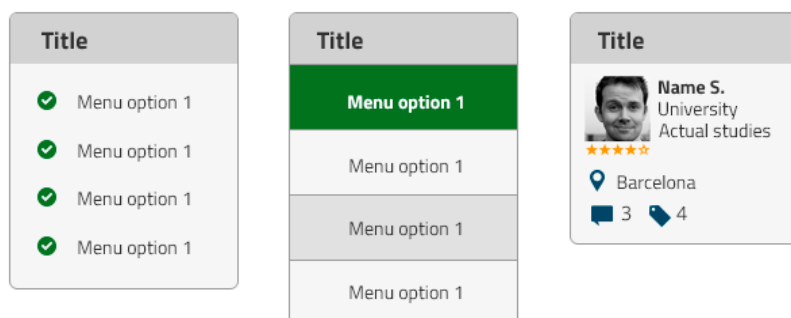 Title
Menu option 1
Menu option 1
Menu option 1
Menu option 1
Title
Menu option 1
Menu option 1
Menu option 1
Menu option 1
Title
Name S.
University
Actual studies
Barcelona
3 4